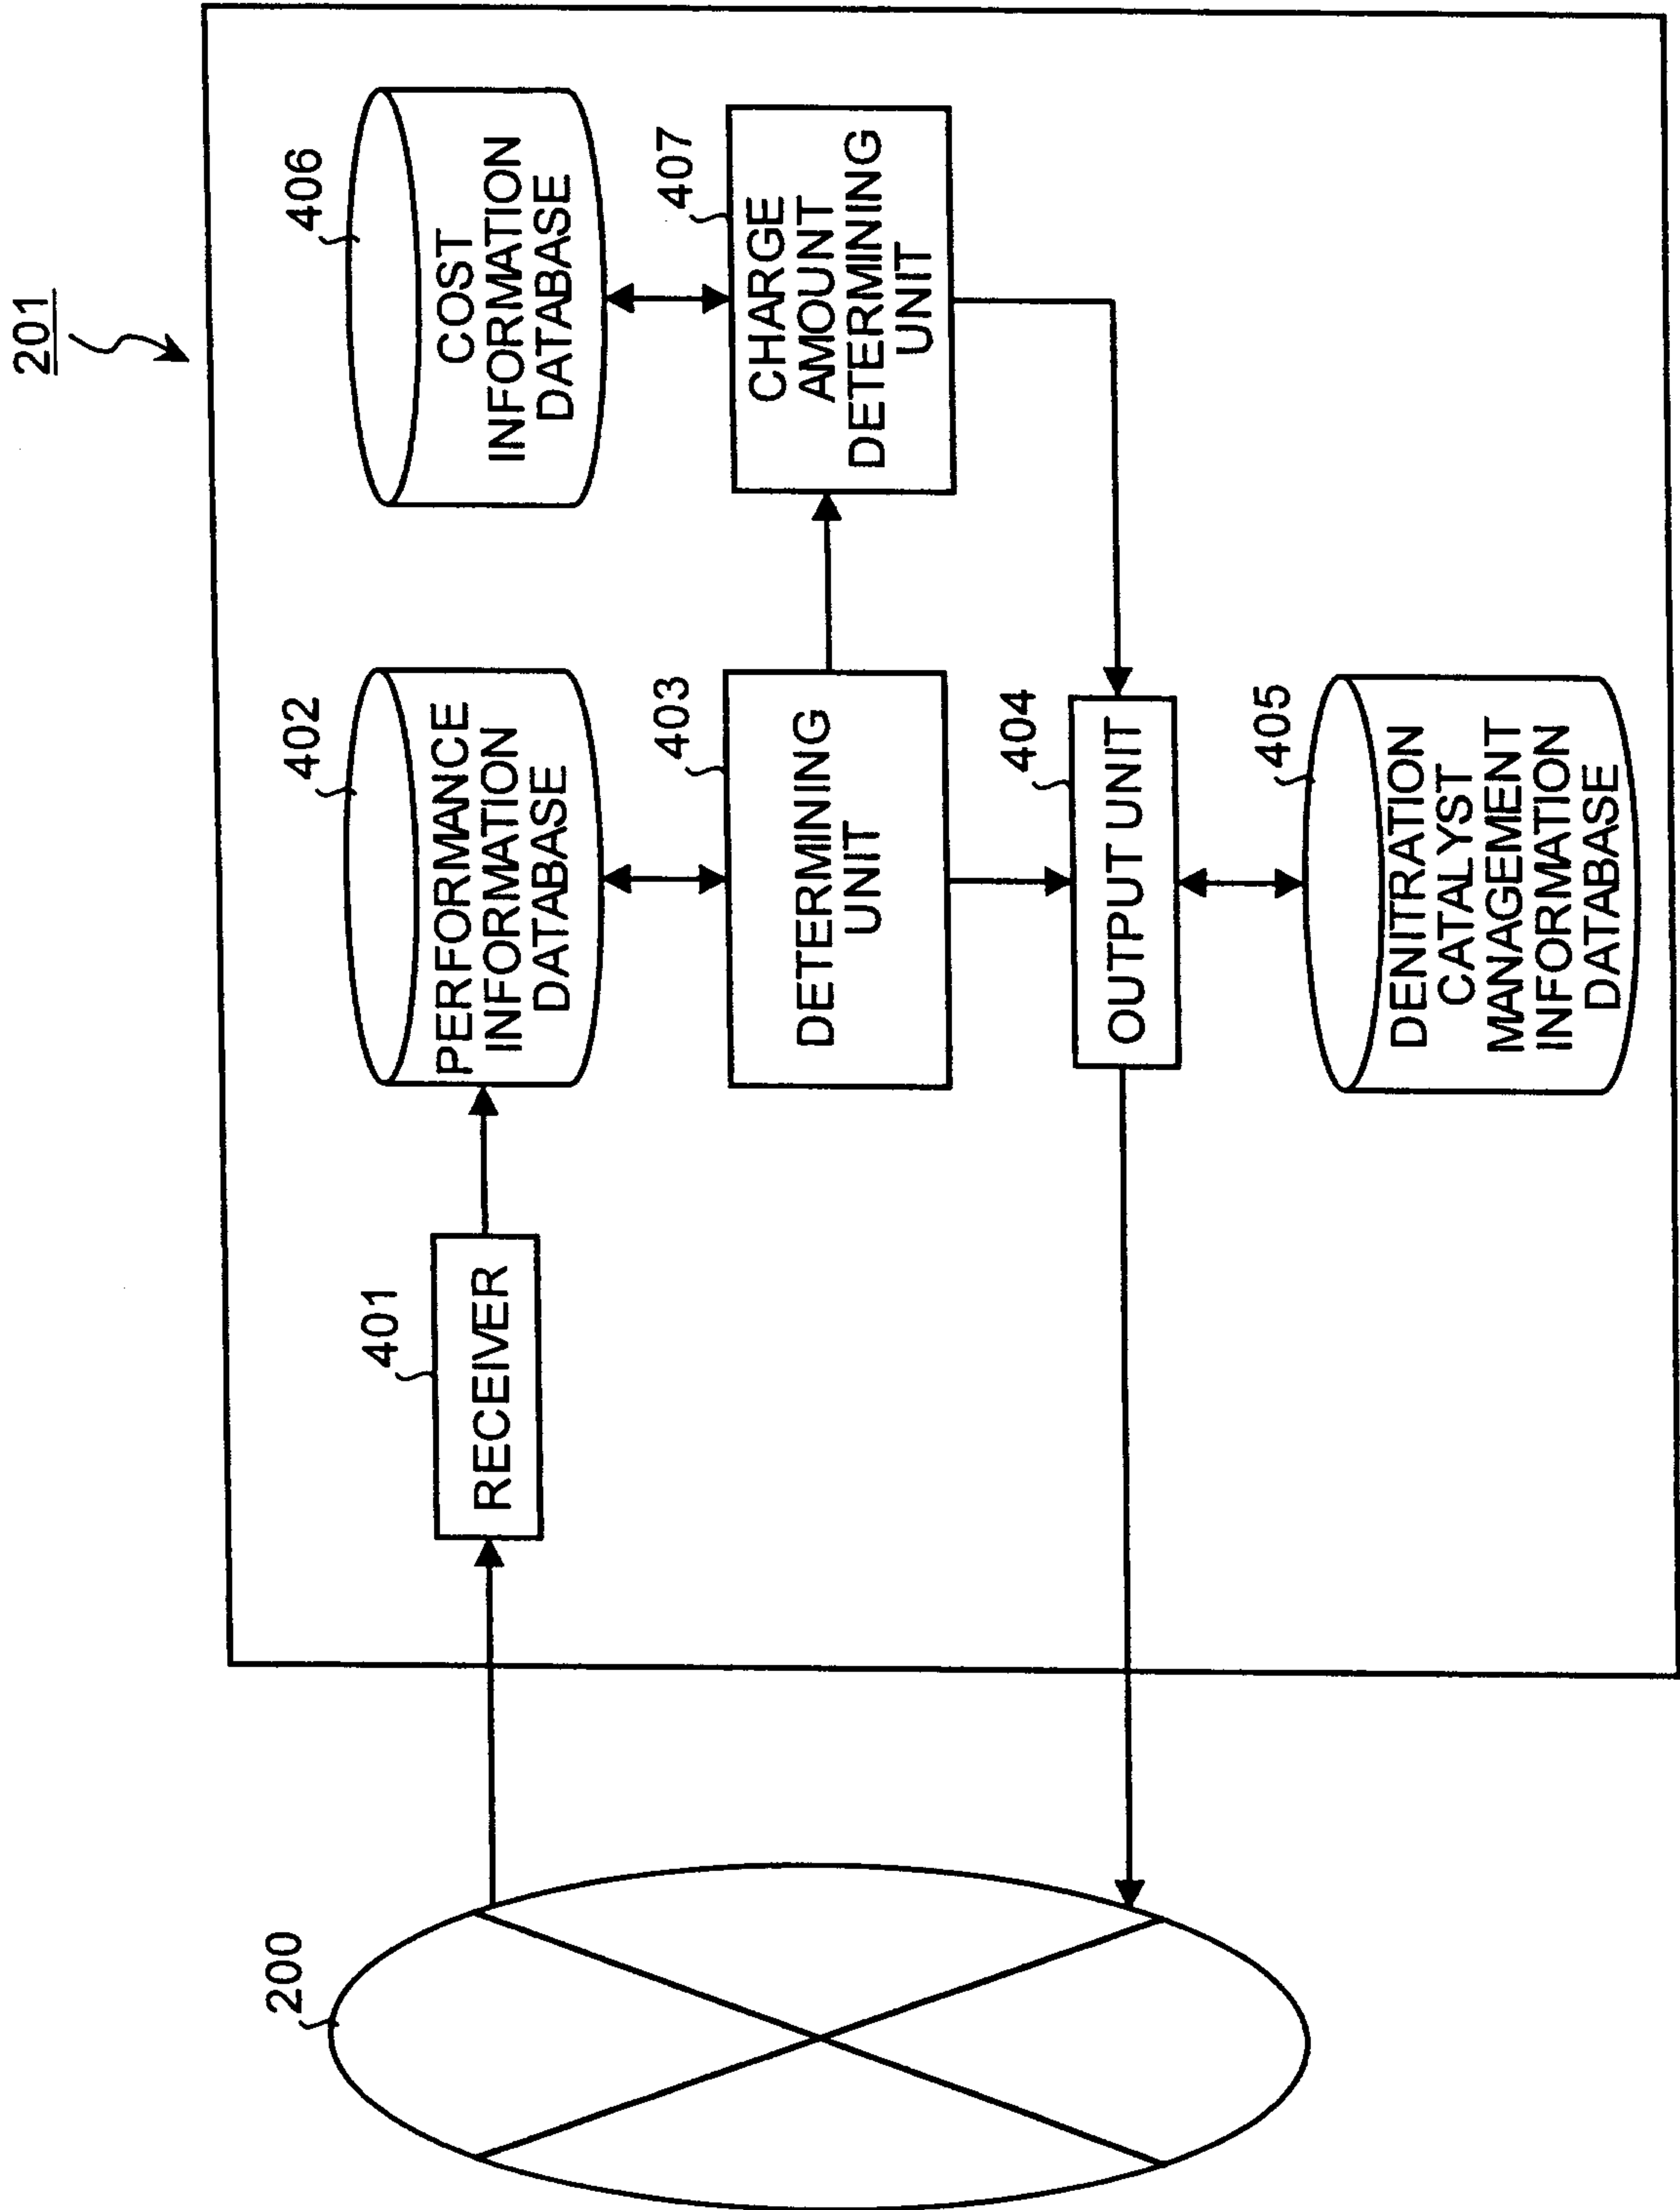 201
200
401
RECEIVER
402
PERFORMANCE
INFORMATION
DATABASE
403
DETERMINING
UNIT
404
OUTPUT UNIT
405
DENITRATION
CATALYST
MANAGEMENT
INFORMATION
DATABASE
406
COST
INFORMATION
DATABASE
407
CHARGE
AMOUNT
DETERMINING
UNIT